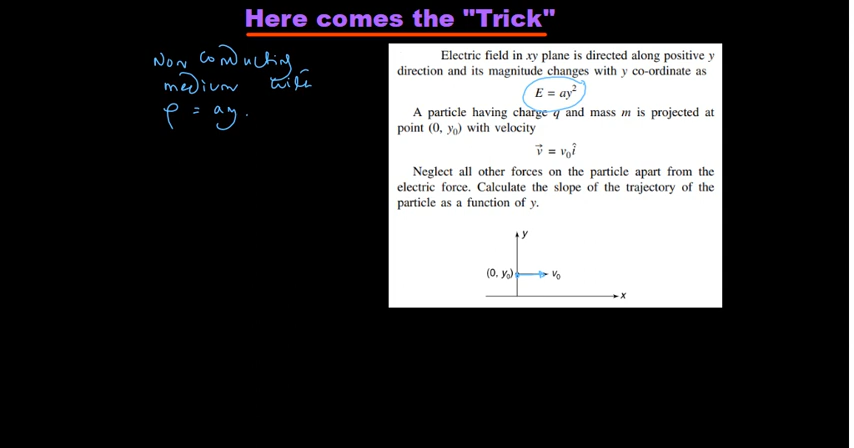 Here comes the "Trick"
Non conducting
medium with
ρ = ay.
Electric field in xy plane is directed along positive y
direction and its magnitude changes with y co-ordinate as
E = ay²
A particle having charge q and mass m is projected at
point (0, y₀) with velocity
v⃗ = v₀î
Neglect all other forces on the particle apart from the
electric force. Calculate the slope of the trajectory of the
particle as a function of y.
y
(0, y₀)
v₀
x